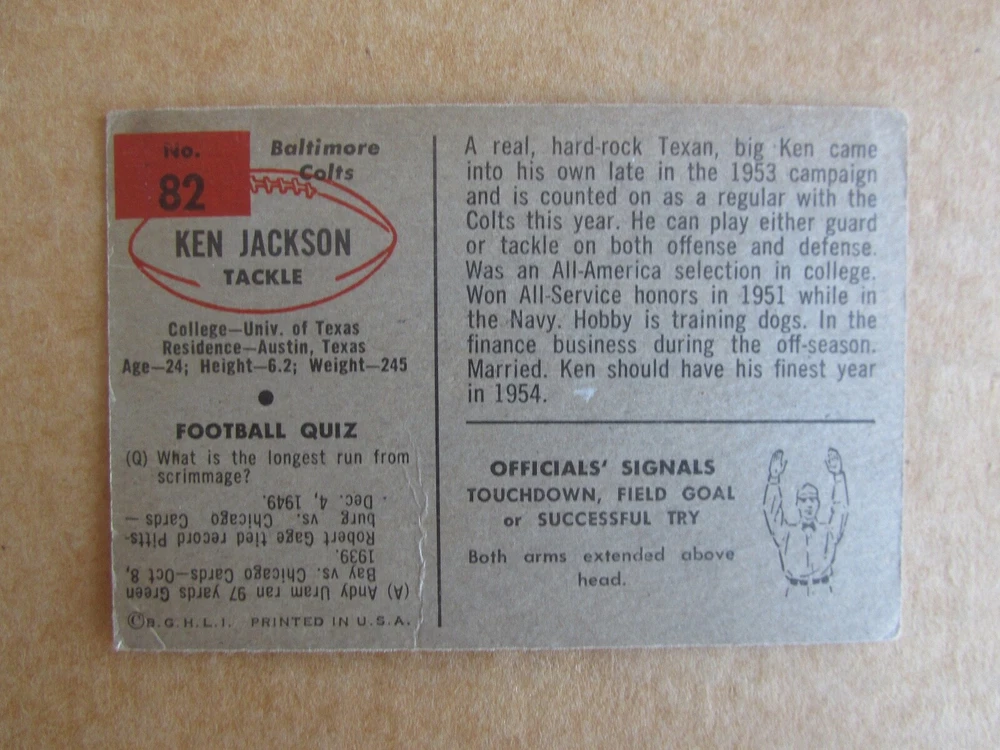 No.
82
Baltimore
Colts
KEN JACKSON
TACKLE
College—Univ. of Texas
Residence—Austin, Texas
Age—24; Height—6.2; Weight—245
FOOTBALL QUIZ
(Q) What is the longest run from
scrimmage?
(A) Andy Uram ran 97 yards Green
Bay vs. Chicago Cards—Oct 8,
1939.
Robert Gage tied record Pitts-
burg vs. Chicago Cards —
Dec. 4, 1949.
©B.G.H.L.I. PRINTED IN U.S.A.
A real, hard-rock Texan, big Ken came
into his own late in the 1953 campaign
and is counted on as a regular with the
Colts this year. He can play either guard
or tackle on both offense and defense.
Was an All-America selection in college.
Won All-Service honors in 1951 while in
the Navy. Hobby is training dogs. In the
finance business during the off-season.
Married. Ken should have his finest year
in 1954.
OFFICIALS' SIGNALS
TOUCHDOWN, FIELD GOAL
or SUCCESSFUL TRY
Both arms extended above
head.